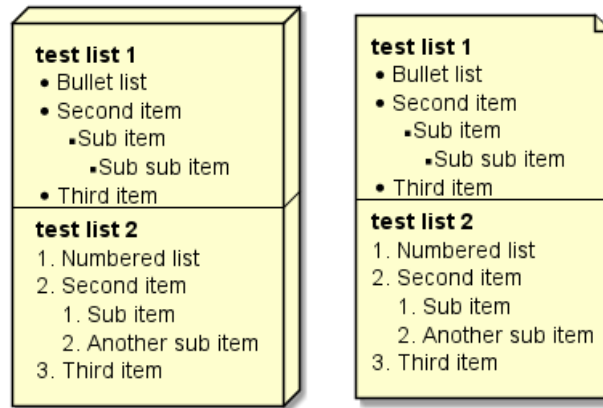 test list 1
• Bullet list
• Second item
▪Sub item
▪Sub sub item
• Third item
test list 2
1. Numbered list
2. Second item
1. Sub item
2. Another sub item
3. Third item
test list 1
• Bullet list
• Second item
▪Sub item
▪Sub sub item
• Third item
test list 2
1. Numbered list
2. Second item
1. Sub item
2. Another sub item
3. Third item